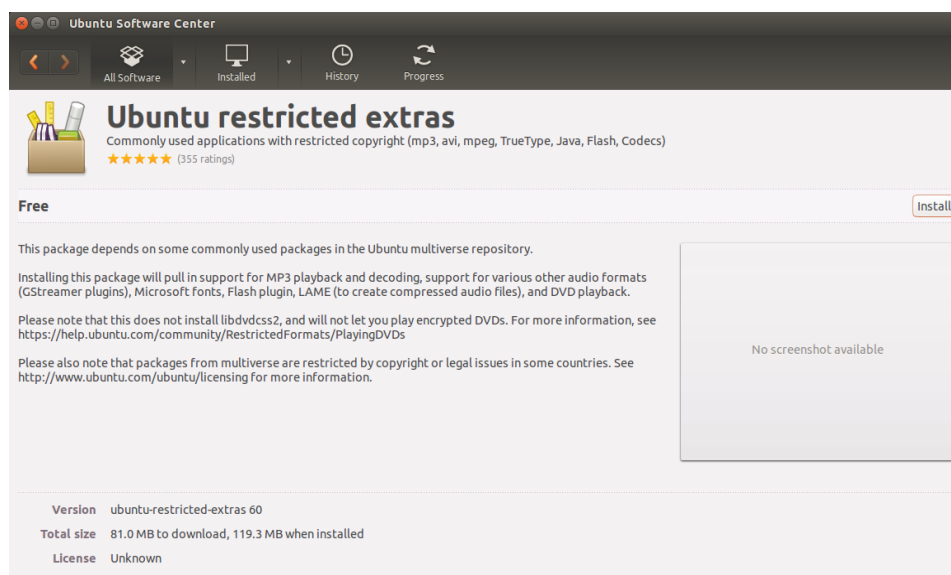 Ubuntu Software Center
All Software
Installed
History
Progress
Ubuntu restricted extras
Commonly used applications with restricted copyright (mp3, avi, mpeg, TrueType, Java, Flash, Codecs)
(355 ratings)
Free
Install
This package depends on some commonly used packages in the Ubuntu multiverse repository.
Installing this package will pull in support for MP3 playback and decoding, support for various other audio formats
(GStreamer plugins), Microsoft fonts, Flash plugin, LAME (to create compressed audio files), and DVD playback.
Please note that this does not install libdvdcss2, and will not let you play encrypted DVDs. For more information, see
https://help.ubuntu.com/community/RestrictedFormats/PlayingDVDs
Please also note that packages from multiverse are restricted by copyright or legal issues in some countries. See
http://www.ubuntu.com/ubuntu/licensing for more information.
No screenshot available
Version ubuntu-restricted-extras 60
Total size 81.0 MB to download, 119.3 MB when installed
License Unknown